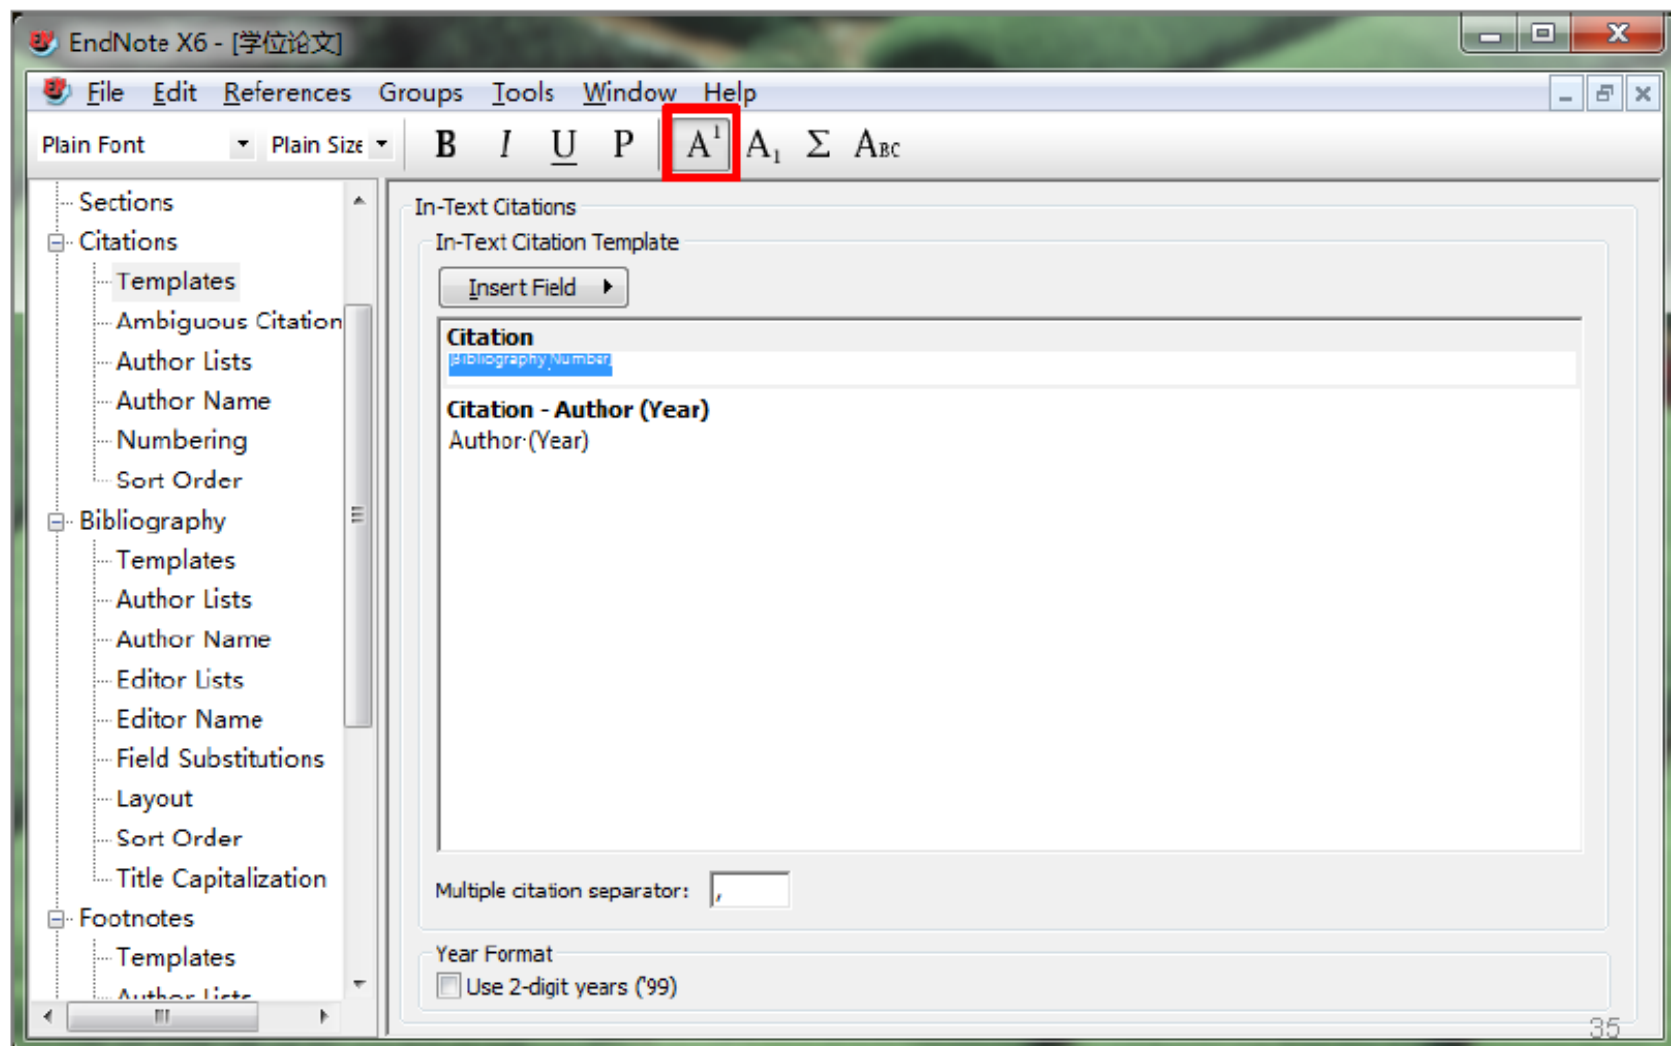 EndNote X6 - [学位论文]
File Edit References Groups Tools Window Help
Plain Font Plain Size B I U P A1 A1 Σ ABC
Sections
Citations
Templates
Ambiguous Citation
Author Lists
Author Name
Numbering
Sort Order
Bibliography
Templates
Author Lists
Author Name
Editor Lists
Editor Name
Field Substitutions
Layout
Sort Order
Title Capitalization
Footnotes
Templates
Author Lists
In-Text Citations
In-Text Citation Template
Insert Field
Citation
[Bibliography Number]
Citation - Author (Year)
Author·(Year)
Multiple citation separator: ,
Year Format
Use 2-digit years ('99)
35